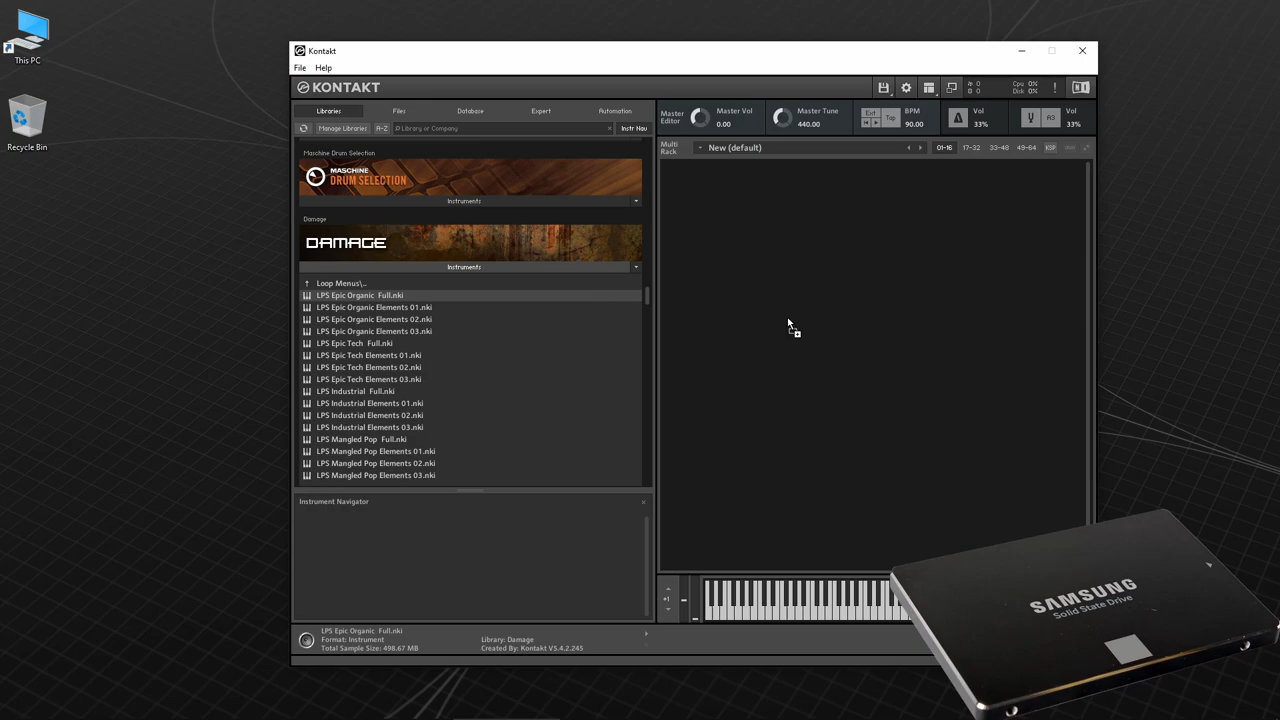 This PC
Recycle Bin
Kontakt
File Help
KONTAKT
Cpu 0%
Disk 0%
Libraries Files Database Expert Automation
Manage Libraries A-Z Library or Company Instr Nav
Master Editor
Master Vol
0.00
Master Tune
440.00
Ext Tap
BPM
90.00
Vol
33%
A3
Vol
33%
Multi Rack
New (default)
01-16 17-32 33-48 49-64 KSP
Maschine Drum Selection
MASCHINE
DRUM SELECTION
Instruments
Damage
DAMAGE
Instruments
Loop Menus\..
LPS Epic Organic Full.nki
LPS Epic Organic Elements 01.nki
LPS Epic Organic Elements 02.nki
LPS Epic Organic Elements 03.nki
LPS Epic Tech Full.nki
LPS Epic Tech Elements 01.nki
LPS Epic Tech Elements 02.nki
LPS Epic Tech Elements 03.nki
LPS Industrial Full.nki
LPS Industrial Elements 01.nki
LPS Industrial Elements 02.nki
LPS Industrial Elements 03.nki
LPS Mangled Pop Full.nki
LPS Mangled Pop Elements 01.nki
LPS Mangled Pop Elements 02.nki
LPS Mangled Pop Elements 03.nki
Instrument Navigator
+1
LPS Epic Organic Full.nki
Format: Instrument Library: Damage
Total Sample Size: 498.67 MB Created By: Kontakt V5.4.2.245
SAMSUNG
Solid State Drive